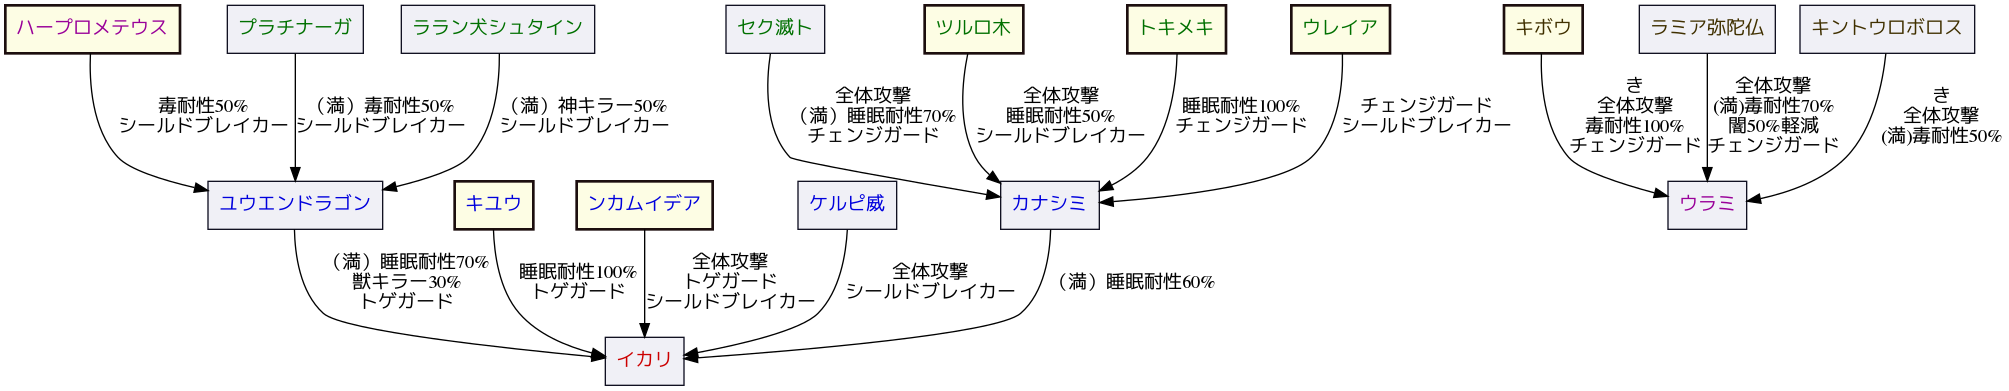 ハープロメテウス
プラチナーガ
ララン犬シュタイン
セク滅ト
ツルロ木
トキメキ
ウレイア
キボウ
ラミア弥陀仏
キントウロボロス
毒耐性50%
シールドブレイカー
（満）毒耐性50%
シールドブレイカー
（満）神キラー50%
シールドブレイカー
全体攻撃
（満）睡眠耐性70%
チェンジガード
全体攻撃
睡眠耐性50%
シールドブレイカー
睡眠耐性100%
チェンジガード
チェンジガード
シールドブレイカー
き
全体攻撃
毒耐性100%
チェンジガード
全体攻撃
(満)毒耐性70%
闇50%軽減
チェンジガード
き
全体攻撃
(満)毒耐性50%
ユウエンドラゴン
キユウ
ンカムイデア
ケルピ威
カナシミ
ウラミ
（満）睡眠耐性70%
獣キラー30%
トゲガード
睡眠耐性100%
トゲガード
全体攻撃
トゲガード
シールドブレイカー
全体攻撃
シールドブレイカー
（満）睡眠耐性60%
イカリ